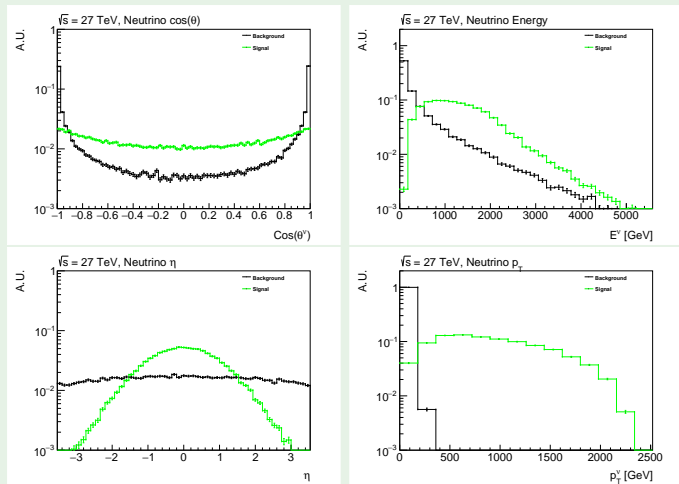 √s = 27 TeV, Neutrino cos(θ)
A.U.
Background
Signal
1
10⁻¹
10⁻²
10⁻³
−1 −0.8 −0.6 −0.4 −0.2 0 0.2 0.4 0.6 0.8 1
Cos(θᵛ)
√s = 27 TeV, Neutrino Energy
A.U.
Background
Signal
1
10⁻¹
10⁻²
10⁻³
0 1000 2000 3000 4000 5000
Eᵛ [GeV]
√s = 27 TeV, Neutrino η
A.U.
Background
Signal
1
10⁻¹
10⁻²
10⁻³
−3 −2 −1 0 1 2 3
η
√s = 27 TeV, Neutrino p_T
A.U.
Background
Signal
1
10⁻¹
10⁻²
10⁻³
0 500 1000 1500 2000 2500
p_Tᵛ [GeV]